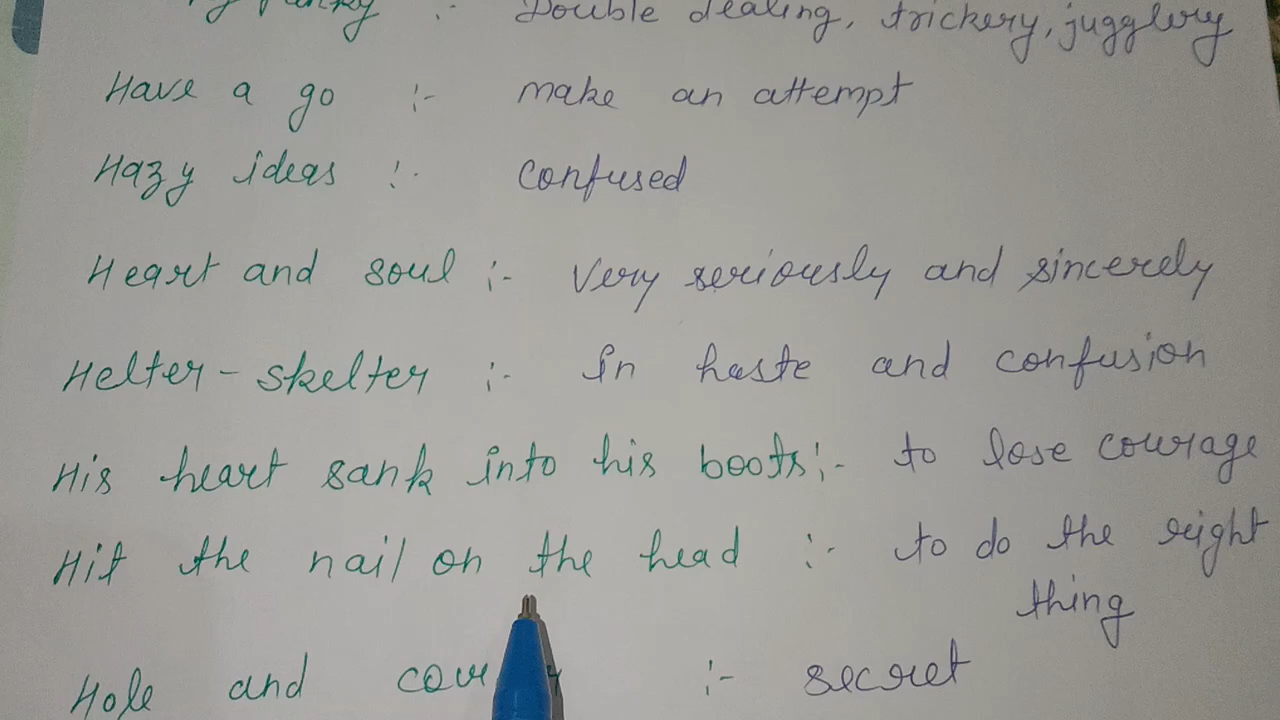 :- Double dealing, trickery, jugglery
Have a go :- make an attempt
Hazy ideas :- confused
Heart and soul :- Very seriously and sincerely
Helter-skelter :- In haste and confusion
His heart sank into his boots :- to lose courage
Hit the nail on the head :- to do the right
thing
Hole and :- secret